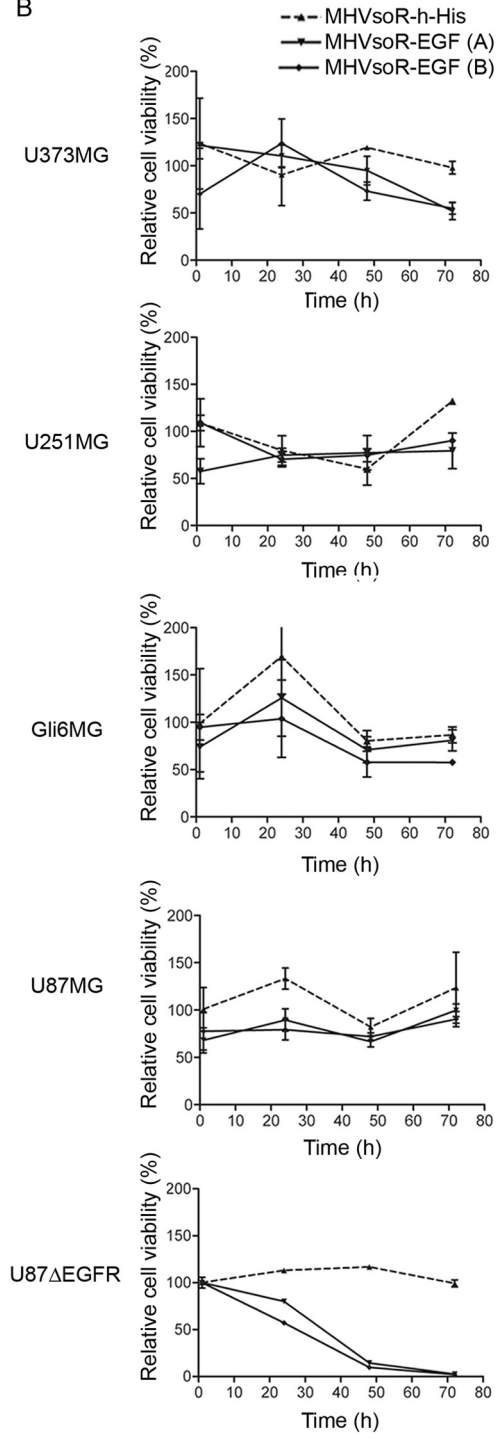 B
MHVsoR-h-His
MHVsoR-EGF (A)
MHVsoR-EGF (B)
U373MG
Relative cell viability (%)
200
150
100
50
0
0 10 20 30 40 50 60 70 80
Time (h)
U251MG
Relative cell viability (%)
200
150
100
50
0
0 10 20 30 40 50 60 70 80
Time (h)
Gli6MG
Relative cell viability (%)
200
150
100
50
0
0 10 20 30 40 50 60 70 80
Time (h)
U87MG
Relative cell viability (%)
200
150
100
50
0
0 10 20 30 40 50 60 70 80
Time (h)
U87ΔEGFR
Relative cell viability (%)
200
150
100
50
0
0 10 20 30 40 50 60 70 80
Time (h)